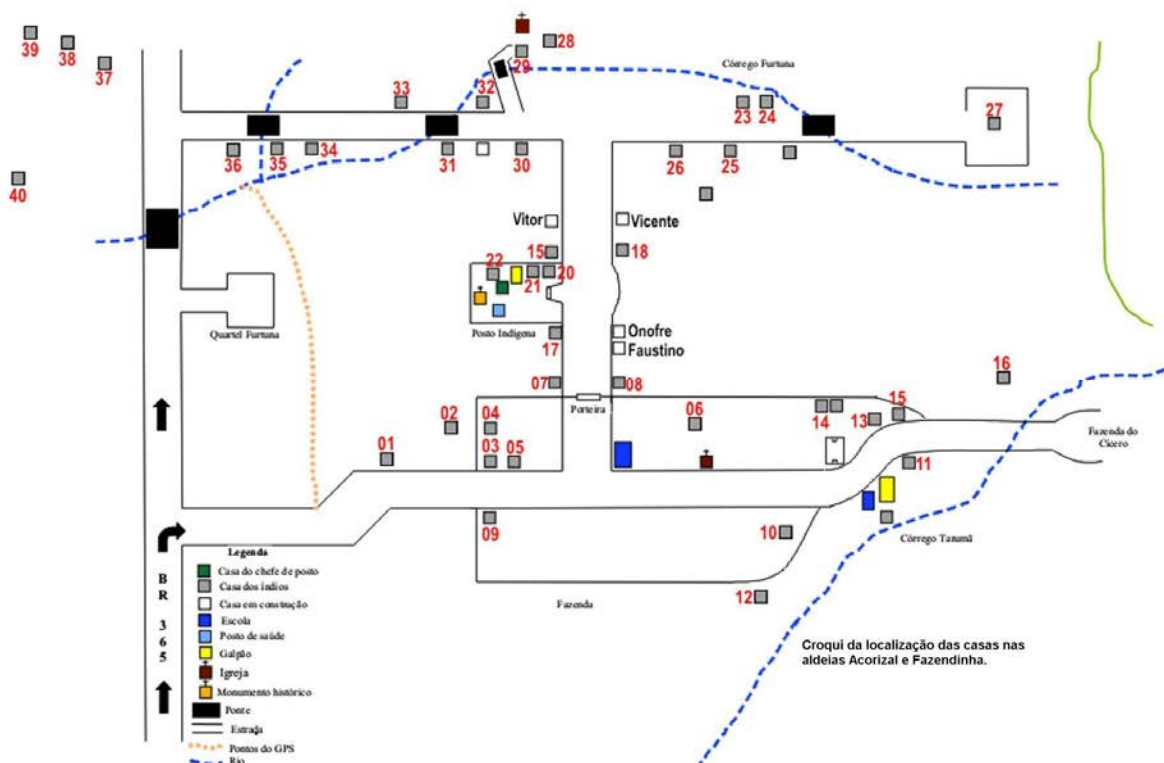 39
38
37
28
29
Córrego Furtuna
33
32
23
24
27
36
35
34
31
30
26
25
40
Vitor
Vicente
15
18
22
21
20
Quartel Furtuna
Posto Indígena
17
Onofre
Faustino
16
07
08
Porteira
02
04
06
14
13
15
01
03
05
Fazenda do
Cícero
11
09
10
Córrego Tarumã
12
Fazenda
BR 365
Legenda
Casa do chefe de posto
Casa dos índios
Casa em construção
Escola
Posto de saúde
Galpão
Igreja
Monumento histórico
Ponte
Estrada
Pontos do GPS
Rio
Croqui da localização das casas nas
aldeias Acorizal e Fazendinha.